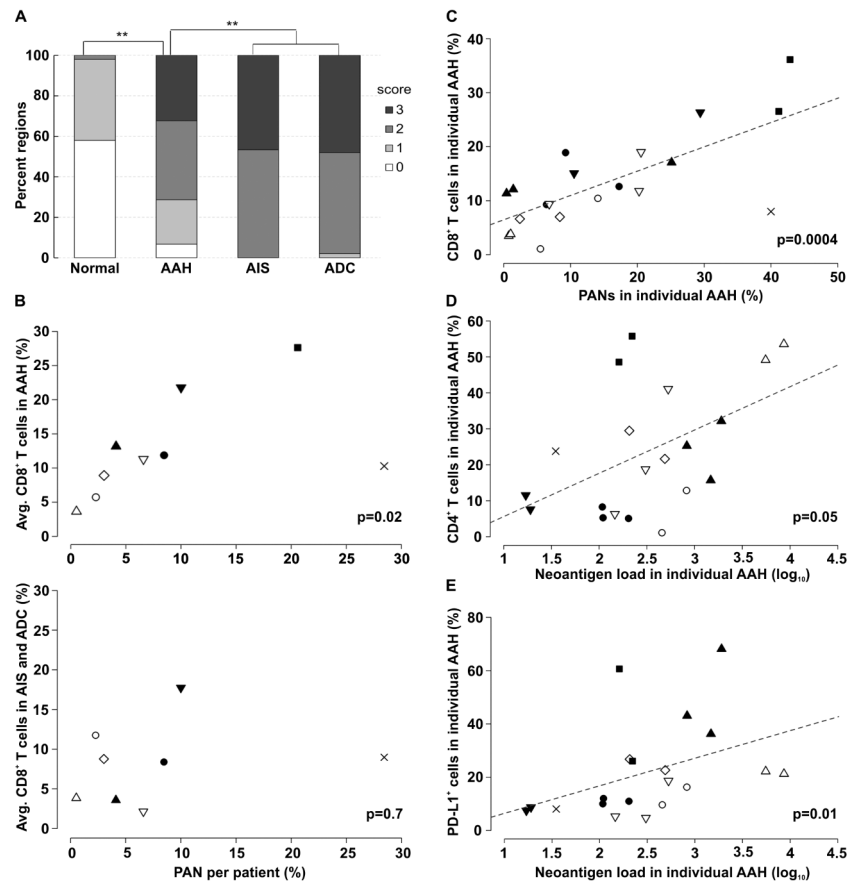 A
**
**
100
80
60
40
20
0
Percent regions
score
3
2
1
0
Normal AAH AIS ADC
B
30
25
20
15
10
5
0
Avg. CD8⁺ T cells in AAH (%)
p=0.02
0 5 10 15 20 25 30
30
25
20
15
10
5
0
Avg. CD8⁺ T cells in AIS and ADC (%)
p=0.7
0 5 10 15 20 25 30
PAN per patient (%)
C
40
30
20
10
0
CD8⁺ T cells in individual AAH (%)
p=0.0004
0 10 20 30 40 50
PANs in individual AAH (%)
D
60
50
40
30
20
10
0
CD4⁺ T cells in individual AAH (%)
p=0.05
1 1.5 2 2.5 3 3.5 4 4.5
Neoantigen load in individual AAH (log₁₀)
E
80
60
40
20
0
PD-L1⁺ cells in individual AAH (%)
p=0.01
1 1.5 2 2.5 3 3.5 4 4.5
Neoantigen load in individual AAH (log₁₀)